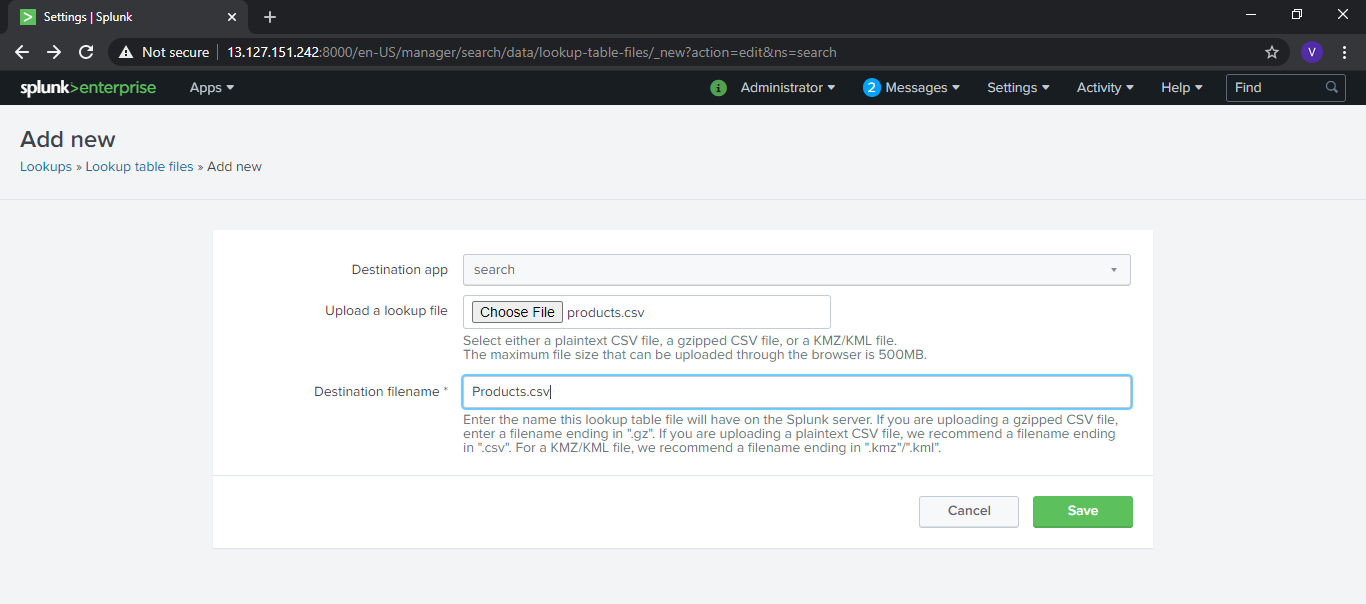 Settings | Splunk
Not secure 13.127.151.242:8000/en-US/manager/search/data/lookup-table-files/_new?action=edit&ns=search
V
splunk>enterprise Apps i Administrator 2 Messages Settings Activity Help Find
Add new
Lookups » Lookup table files » Add new
Destination app search
Upload a lookup file Choose File products.csv
Select either a plaintext CSV file, a gzipped CSV file, or a KMZ/KML file.
The maximum file size that can be uploaded through the browser is 500MB.
Destination filename * Products.csv
Enter the name this lookup table file will have on the Splunk server. If you are uploading a gzipped CSV file,
enter a filename ending in ".gz". If you are uploading a plaintext CSV file, we recommend a filename ending
in ".csv". For a KMZ/KML file, we recommend a filename ending in ".kmz"/".kml".
Cancel Save